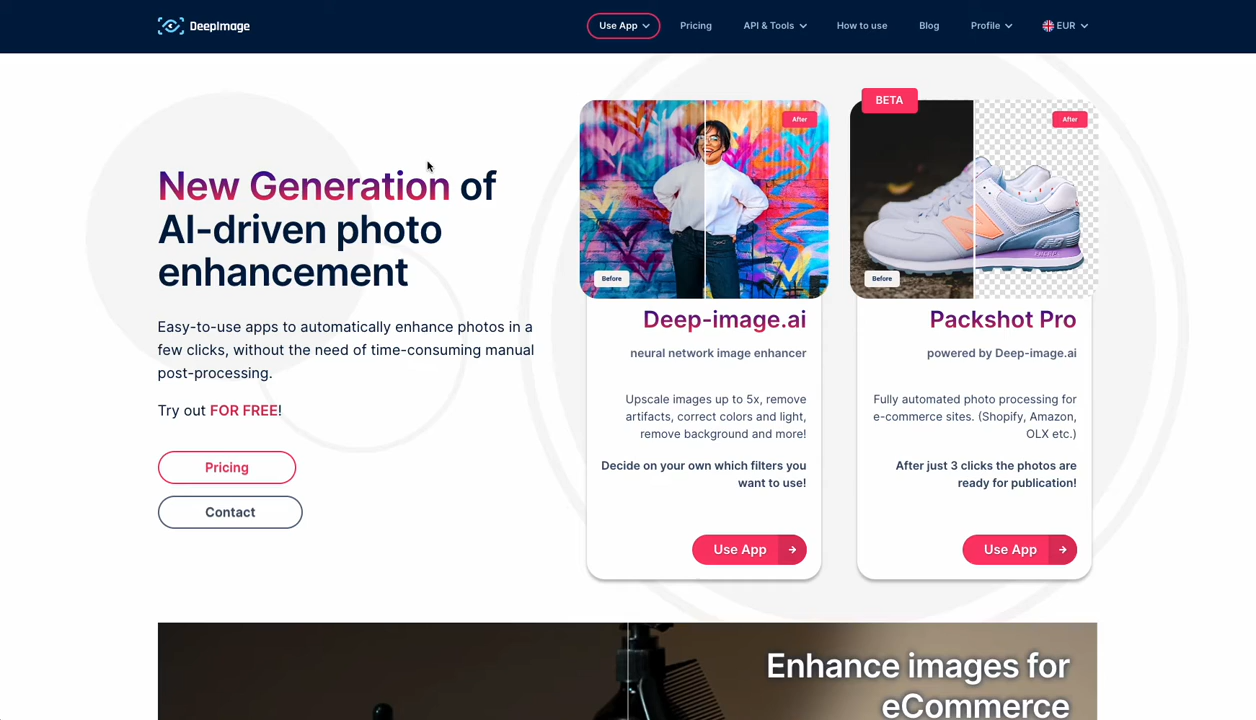 DeepImage
Use App
Pricing
API & Tools
How to use
Blog
Profile
EUR
New Generation of
AI-driven photo
enhancement
Easy-to-use apps to automatically enhance photos in a
few clicks, without the need of time-consuming manual
post-processing.
Try out FOR FREE!
Pricing
Contact
After
Before
Deep-image.ai
neural network image enhancer
Upscale images up to 5x, remove
artifacts, correct colors and light,
remove background and more!
Decide on your own which filters you
want to use!
Use App
BETA
After
Before
Packshot Pro
powered by Deep-image.ai
Fully automated photo processing for
e-commerce sites. (Shopify, Amazon,
OLX etc.)
After just 3 clicks the photos are
ready for publication!
Use App
Enhance images for
eCommerce